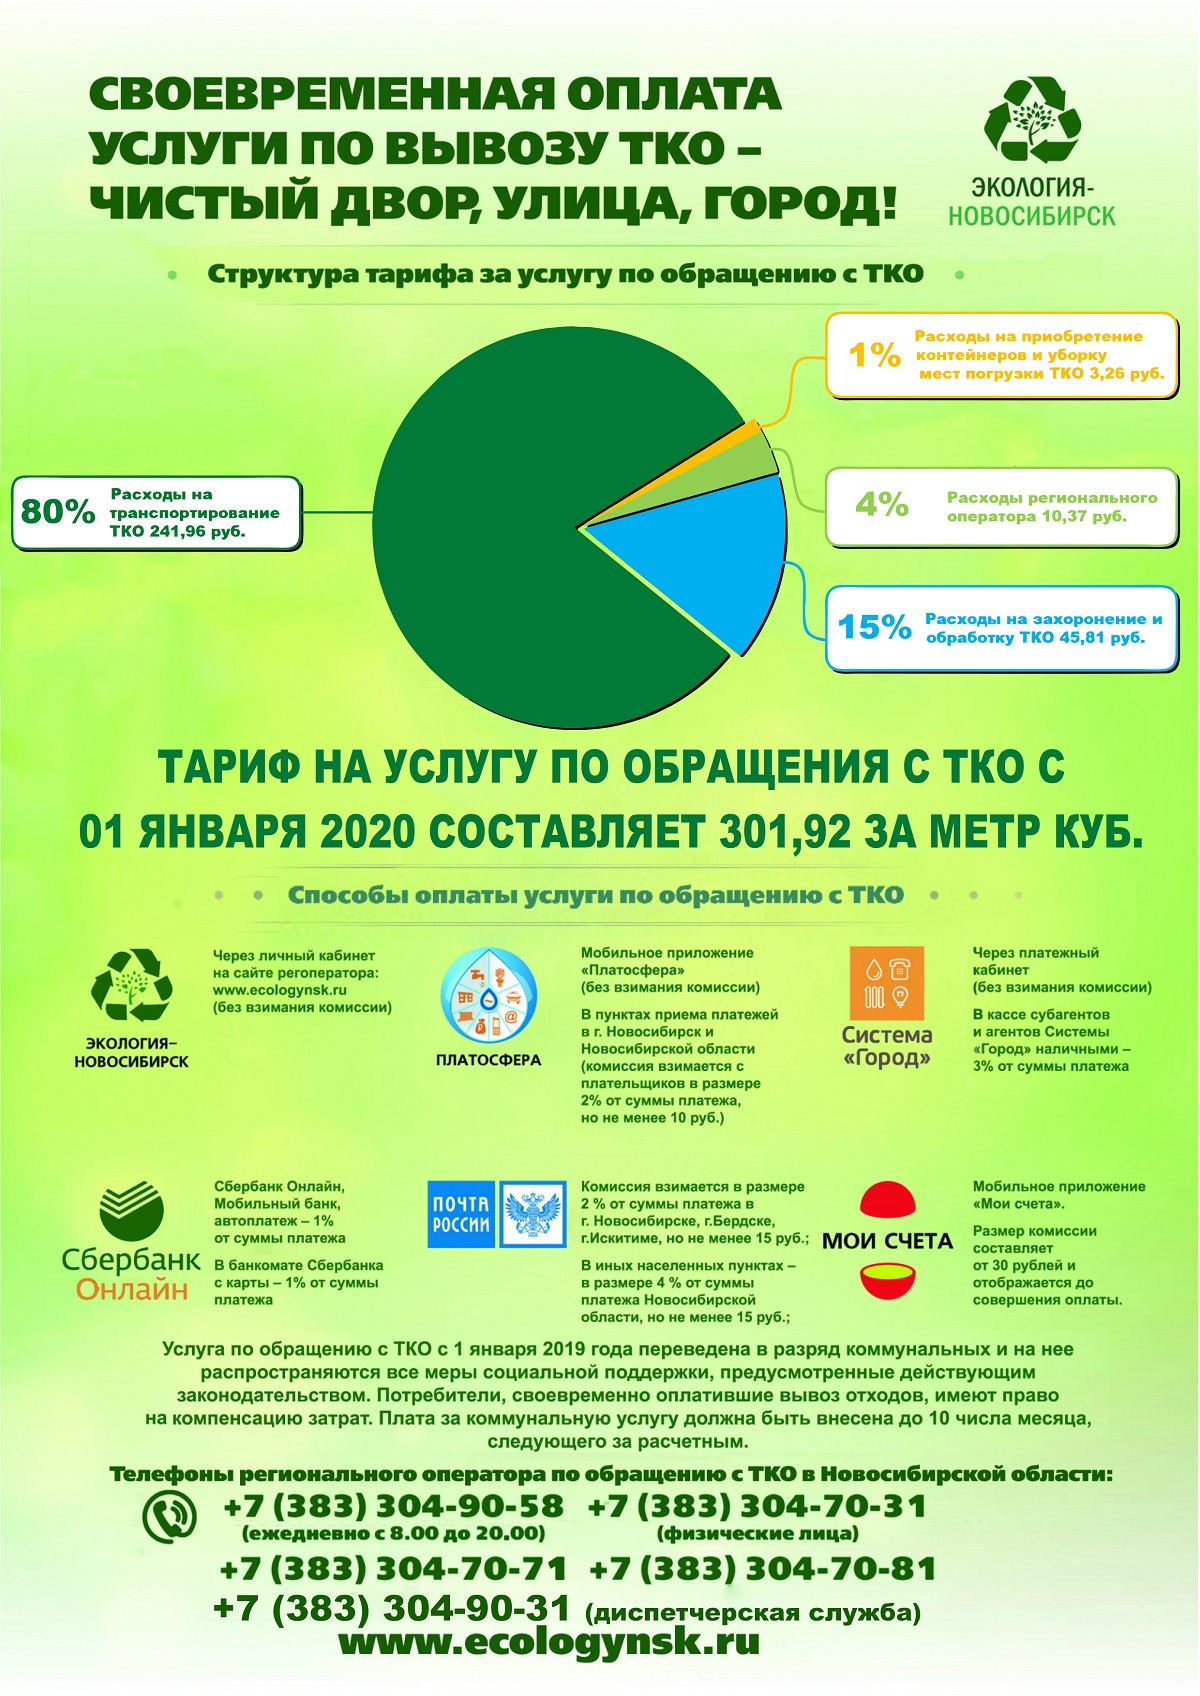 СВОЕВРЕМЕННАЯ ОПЛАТА
УСЛУГИ ПО ВЫВОЗУ ТКО –
ЧИСТЫЙ ДВОР, УЛИЦА, ГОРОД!
ЭКОЛОГИЯ-
НОВОСИБИРСК
Структура тарифа за услугу по обращению с ТКО
1%
Расходы на приобретение
контейнеров и уборку
мест погрузки ТКО 3,26 руб.
80%
Расходы на
транспортирование
ТКО 241,96 руб.
4%
Расходы регионального
оператора 10,37 руб.
15%
Расходы на захоронение и
обработку ТКО 45,81 руб.
ТАРИФ НА УСЛУГУ ПО ОБРАЩЕНИЯ С ТКО С
01 ЯНВАРЯ 2020 СОСТАВЛЯЕТ 301,92 ЗА МЕТР КУБ.
Способы оплаты услуги по обращению с ТКО
ЭКОЛОГИЯ–
НОВОСИБИРСК
Через личный кабинет
на сайте регоператора:
www.ecologynsk.ru
(без взимания комиссии)
ПЛАТОСФЕРА
Мобильное приложение
«Платосфера»
(без взимания комиссии)
В пунктах приема платежей
в г. Новосибирск и
Новосибирской области
(комиссия взимается с
плательщиков в размере
2% от суммы платежа,
но не менее 10 руб.)
Система
«Город»
Через платежный
кабинет
(без взимания комиссии)
В кассе субагентов
и агентов Системы
«Город» наличными –
3% от суммы платежа
Сбербанк
Онлайн
Сбербанк Онлайн,
Мобильный банк,
автоплатеж – 1%
от суммы платежа
В банкомате Сбербанка
с карты – 1% от суммы
платежа
ПОЧТА
РОССИИ
Комиссия взимается в размере
2 % от суммы платежа в
г. Новосибирске, г.Бердске,
г.Искитиме, но не менее 15 руб.;
В иных населенных пунктах –
в размере 4 % от суммы
платежа Новосибирской
области, но не менее 15 руб.;
МОИ СЧЕТА
Мобильное приложение
«Мои счета».
Размер комиссии
составляет
от 30 рублей и
отображается до
совершения оплаты.
Услуга по обращению с ТКО с 1 января 2019 года переведена в разряд коммунальных и на нее
распространяются все меры социальной поддержки, предусмотренные действующим
законодательством. Потребители, своевременно оплатившие вывоз отходов, имеют право
на компенсацию затрат. Плата за коммунальную услугу должна быть внесена до 10 числа месяца,
следующего за расчетным.
Телефоны регионального оператора по обращению с ТКО в Новосибирской области:
+7 (383) 304-90-58 +7 (383) 304-70-31
(ежедневно с 8.00 до 20.00) (физические лица)
+7 (383) 304-70-71 +7 (383) 304-70-81
+7 (383) 304-90-31 (диспетчерская служба)
www.ecologynsk.ru